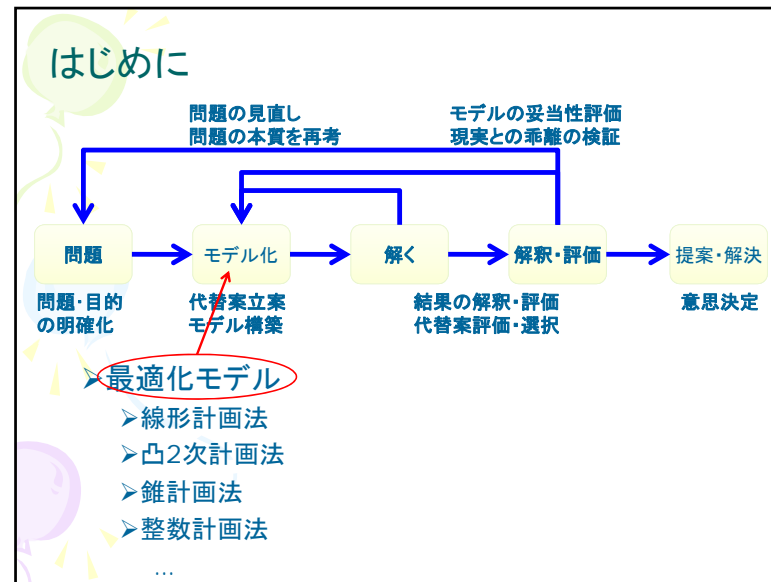 はじめに
問題の見直し
問題の本質を再考
モデルの妥当性評価
現実との乖離の検証
問題
モデル化
解く
解釈・評価
提案・解決
問題・目的
の明確化
代替案立案
モデル構築
結果の解釈・評価
代替案評価・選択
意思決定
➢最適化モデル
➢線形計画法
➢凸2次計画法
➢錐計画法
➢整数計画法
…